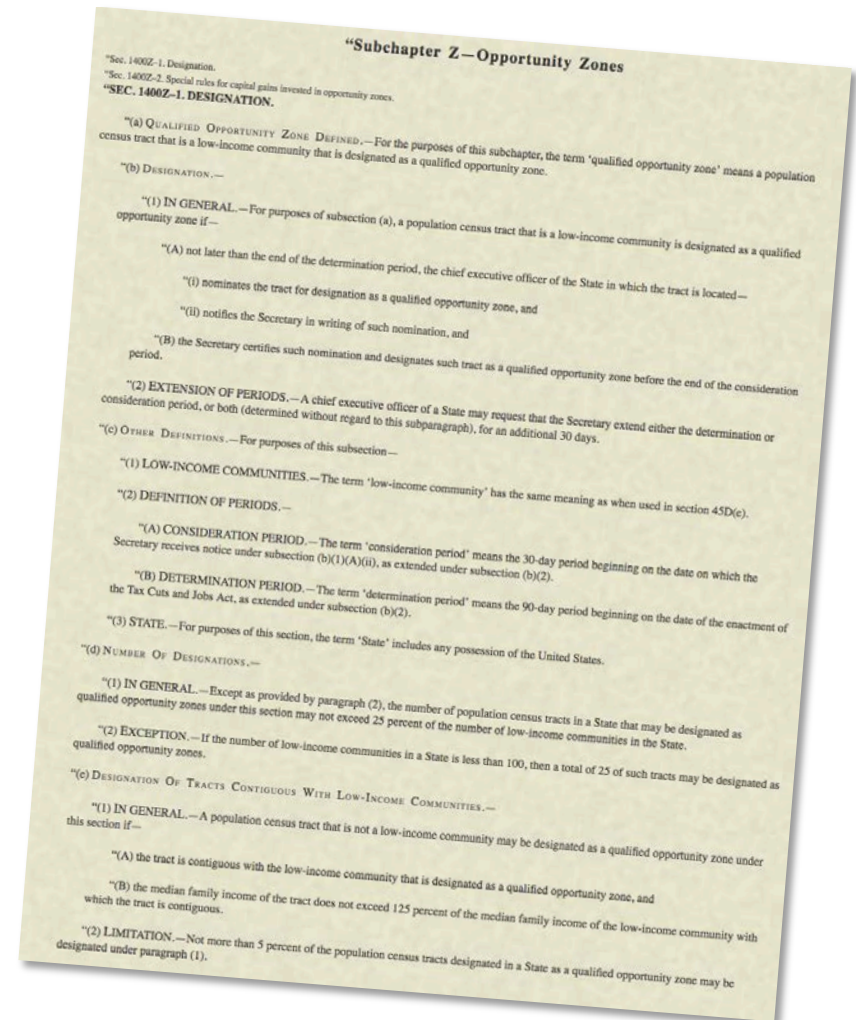 “Subchapter Z—Opportunity Zones
“Sec. 1400Z–1. Designation.
“Sec. 1400Z–2. Special rules for capital gains invested in opportunity zones.
“SEC. 1400Z–1. DESIGNATION.
“(a) QUALIFIED OPPORTUNITY ZONE DEFINED.—For the purposes of this subchapter, the term ‘qualified opportunity zone’ means a population
census tract that is a low-income community that is designated as a qualified opportunity zone.
“(b) DESIGNATION.—
“(1) IN GENERAL.—For purposes of subsection (a), a population census tract that is a low-income community is designated as a qualified
opportunity zone if—
“(A) not later than the end of the determination period, the chief executive officer of the State in which the tract is located—
“(i) nominates the tract for designation as a qualified opportunity zone, and
“(ii) notifies the Secretary in writing of such nomination, and
“(B) the Secretary certifies such nomination and designates such tract as a qualified opportunity zone before the end of the consideration
period.
“(2) EXTENSION OF PERIODS.—A chief executive officer of a State may request that the Secretary extend either the determination or
consideration period, or both (determined without regard to this subparagraph), for an additional 30 days.
“(c) OTHER DEFINITIONS.—For purposes of this subsection—
“(1) LOW-INCOME COMMUNITIES.—The term ‘low-income community’ has the same meaning as when used in section 45D(e).
“(2) DEFINITION OF PERIODS.—
“(A) CONSIDERATION PERIOD.—The term ‘consideration period’ means the 30-day period beginning on the date on which the
Secretary receives notice under subsection (b)(1)(A)(ii), as extended under subsection (b)(2).
“(B) DETERMINATION PERIOD.—The term ‘determination period’ means the 90-day period beginning on the date of the enactment of
the Tax Cuts and Jobs Act, as extended under subsection (b)(2).
“(3) STATE.—For purposes of this section, the term ‘State’ includes any possession of the United States.
“(d) NUMBER OF DESIGNATIONS.—
“(1) IN GENERAL.—Except as provided by paragraph (2), the number of population census tracts in a State that may be designated as
qualified opportunity zones under this section may not exceed 25 percent of the number of low-income communities in the State.
“(2) EXCEPTION.—If the number of low-income communities in a State is less than 100, then a total of 25 of such tracts may be designated as
qualified opportunity zones.
“(e) DESIGNATION OF TRACTS CONTIGUOUS WITH LOW-INCOME COMMUNITIES.—
“(1) IN GENERAL.—A population census tract that is not a low-income community may be designated as a qualified opportunity zone under
this section if—
“(A) the tract is contiguous with the low-income community that is designated as a qualified opportunity zone, and
“(B) the median family income of the tract does not exceed 125 percent of the median family income of the low-income community with
which the tract is contiguous.
“(2) LIMITATION.—Not more than 5 percent of the population census tracts designated in a State as a qualified opportunity zone may be
designated under paragraph (1).